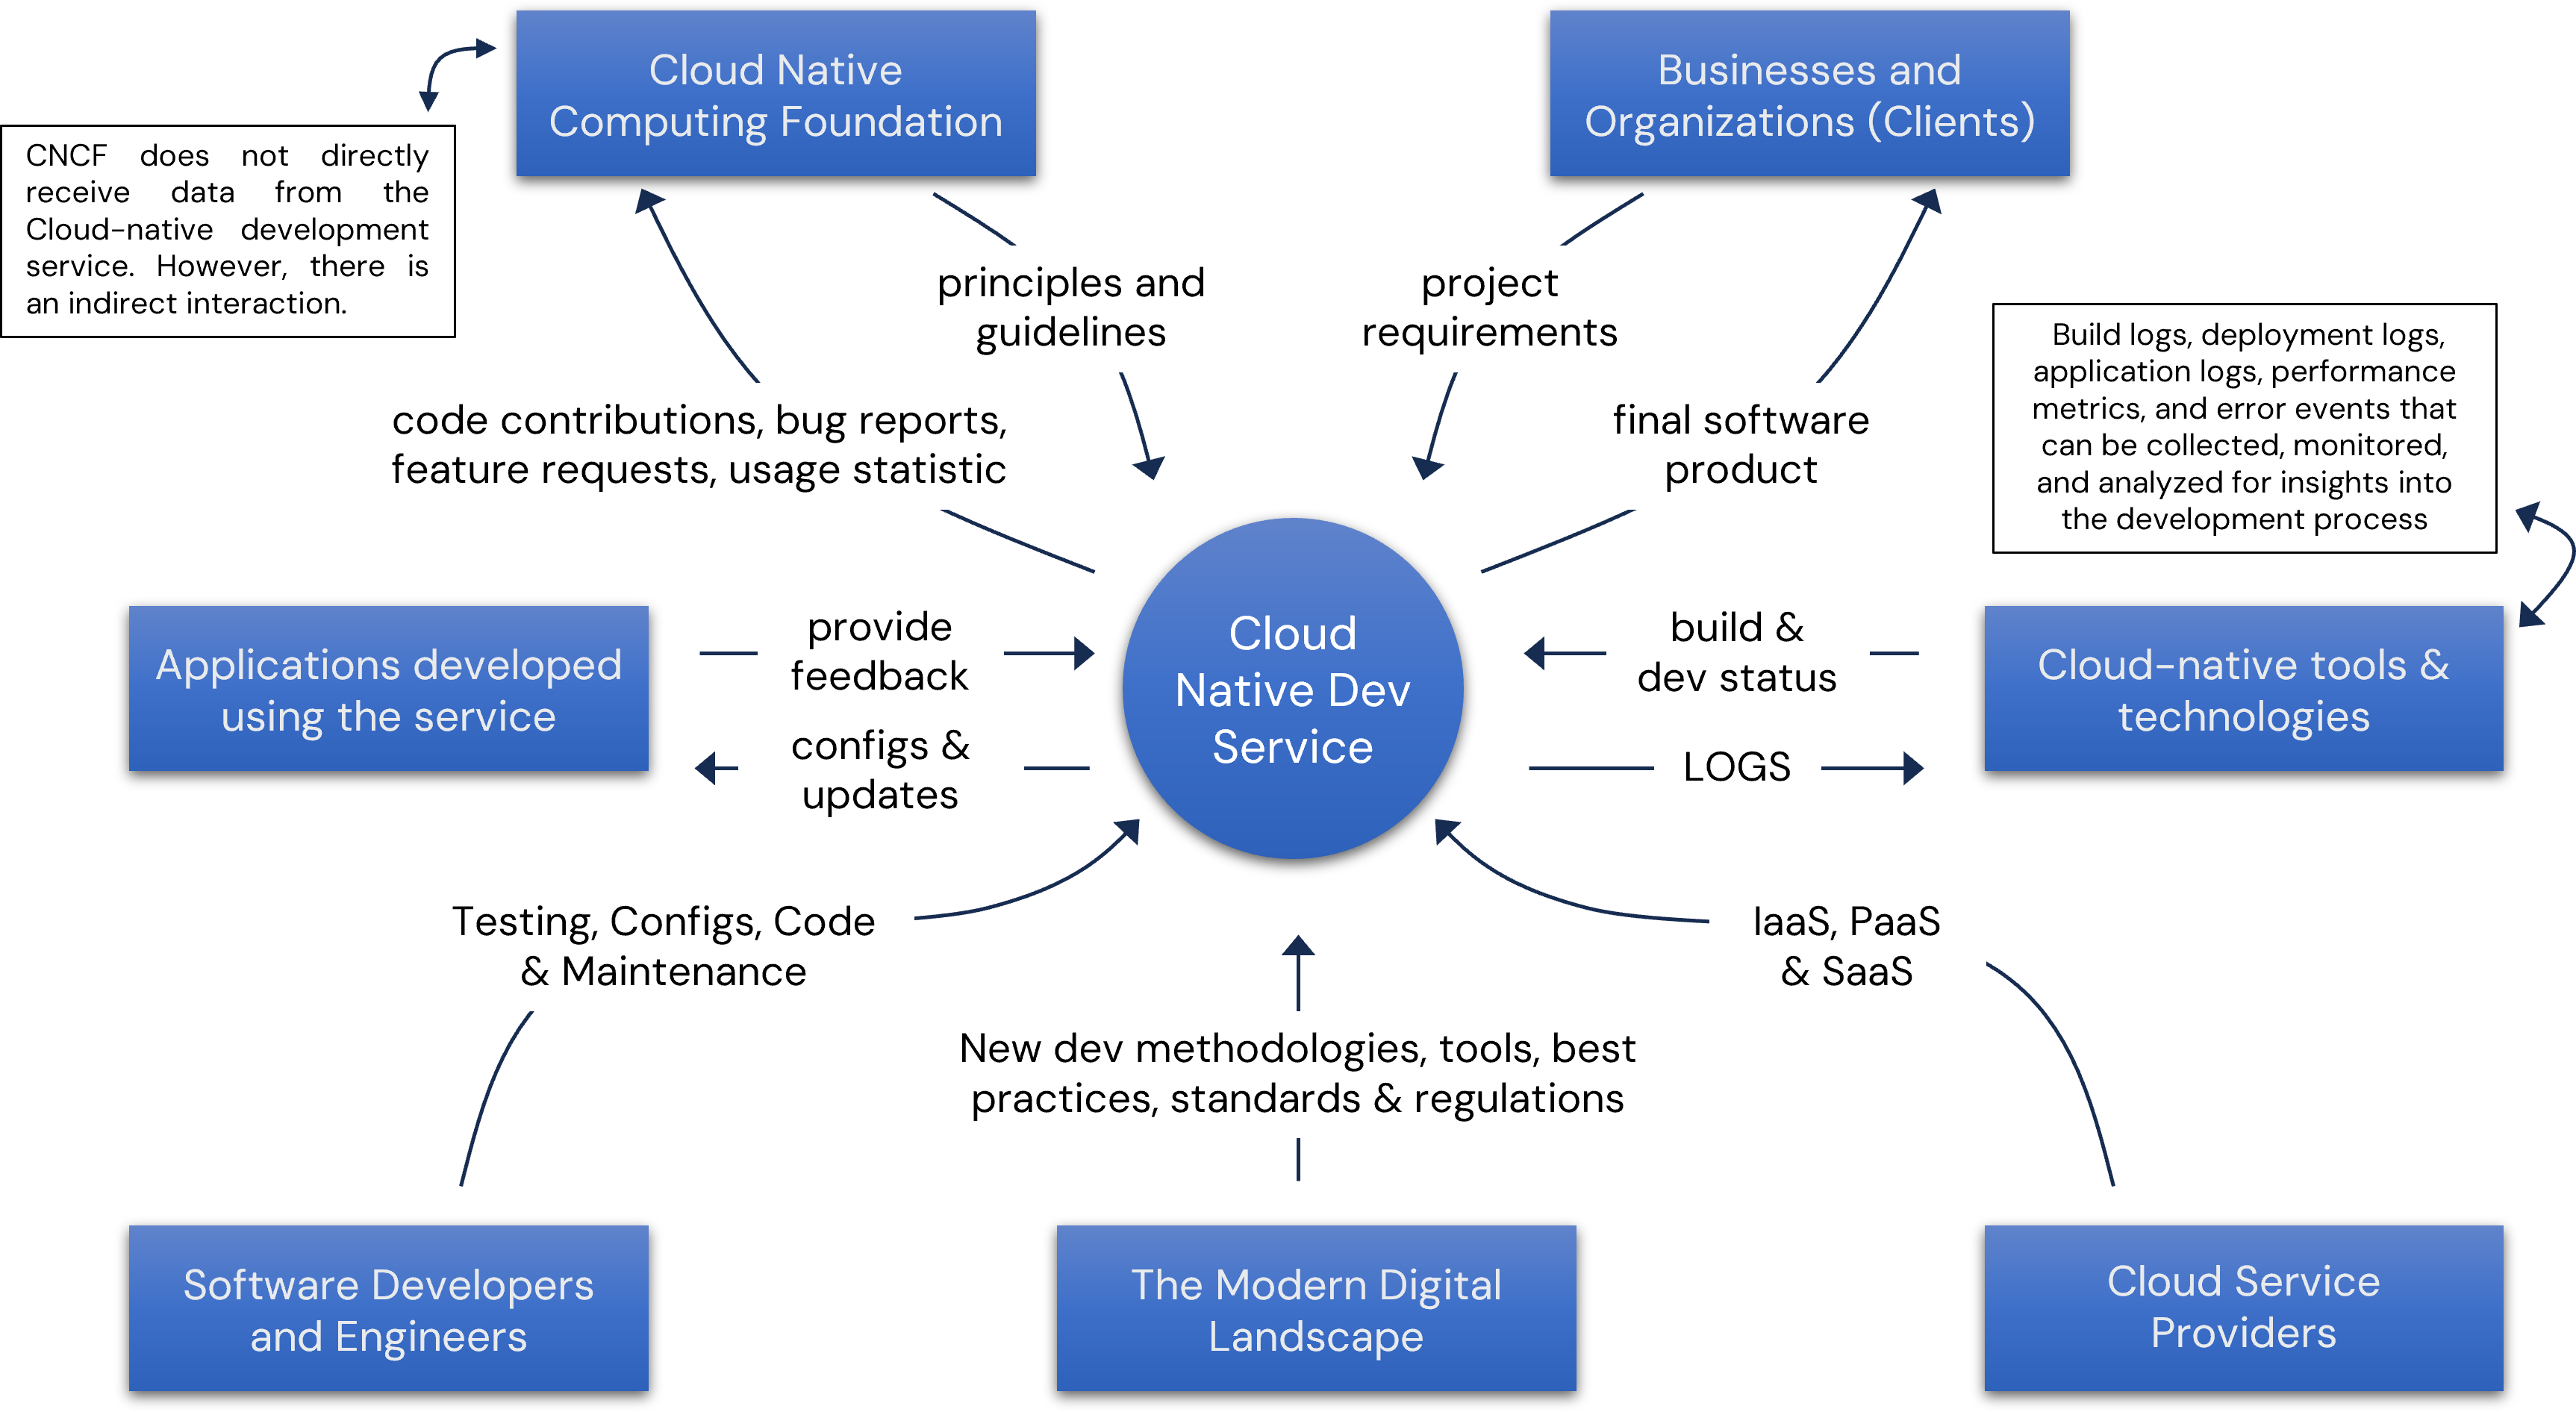 Cloud Native
Computing Foundation
Businesses and
Organizations (Clients)
CNCF does not directly
receive data from the
Cloud-native development
service. However, there is
an indirect interaction.
principles and
guidelines
project
requirements
Build logs, deployment logs,
application logs, performance
metrics, and error events that
can be collected, monitored,
and analyzed for insights into
the development process
code contributions, bug reports,
feature requests, usage statistic
final software
product
Applications developed
using the service
provide
feedback
configs &
updates
Cloud
Native Dev
Service
build &
dev status
LOGS
Cloud-native tools &
technologies
Testing, Configs, Code
& Maintenance
IaaS, PaaS
& SaaS
New dev methodologies, tools, best
practices, standards & regulations
Software Developers
and Engineers
The Modern Digital
Landscape
Cloud Service
Providers